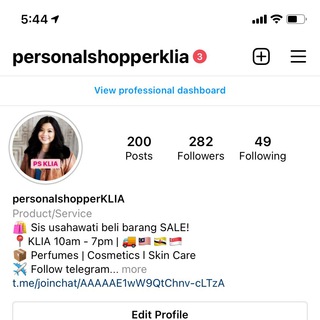 5:44
personalshopperklia 3
View professional dashboard
PS KLIA
200 282 49
Posts Followers Following
personalshopperKLIA
Product/Service
🛍️ Sis usahawati beli barang SALE!
📍KLIA 10am - 7pm | 🚚🇲🇾🇧🇳🇸🇬
📦 Perfumes | Cosmetics I Skin Care
✈️ Follow telegram... more
t.me/joinchat/AAAAAE1wW9QtChnv-cLTzA
Edit Profile